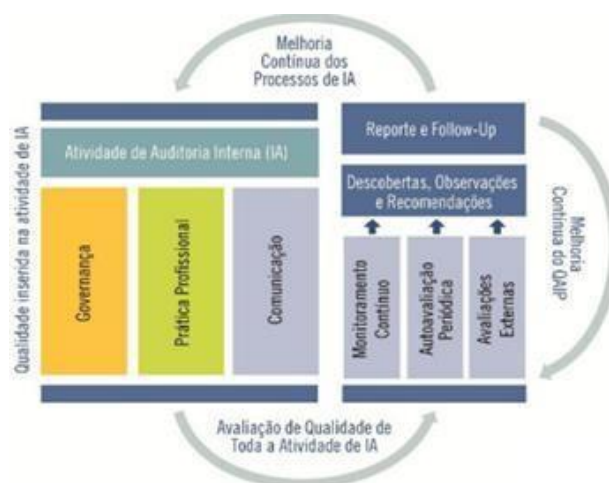 Melhoria
Contínua dos
Processos de IA
Qualidade inserida na atividade de IA
Atividade de Auditoria Interna (IA)
Governança
Prática Profissional
Comunicação
Reporte e Follow-Up
Descobertas, Observações
e Recomendações
Monitoramento
Contínuo
Autoavaliação
Periódica
Avaliações
Externas
Melhoria
Contínua do QAIP
Avaliação de Qualidade de
Toda a Atividade de IA